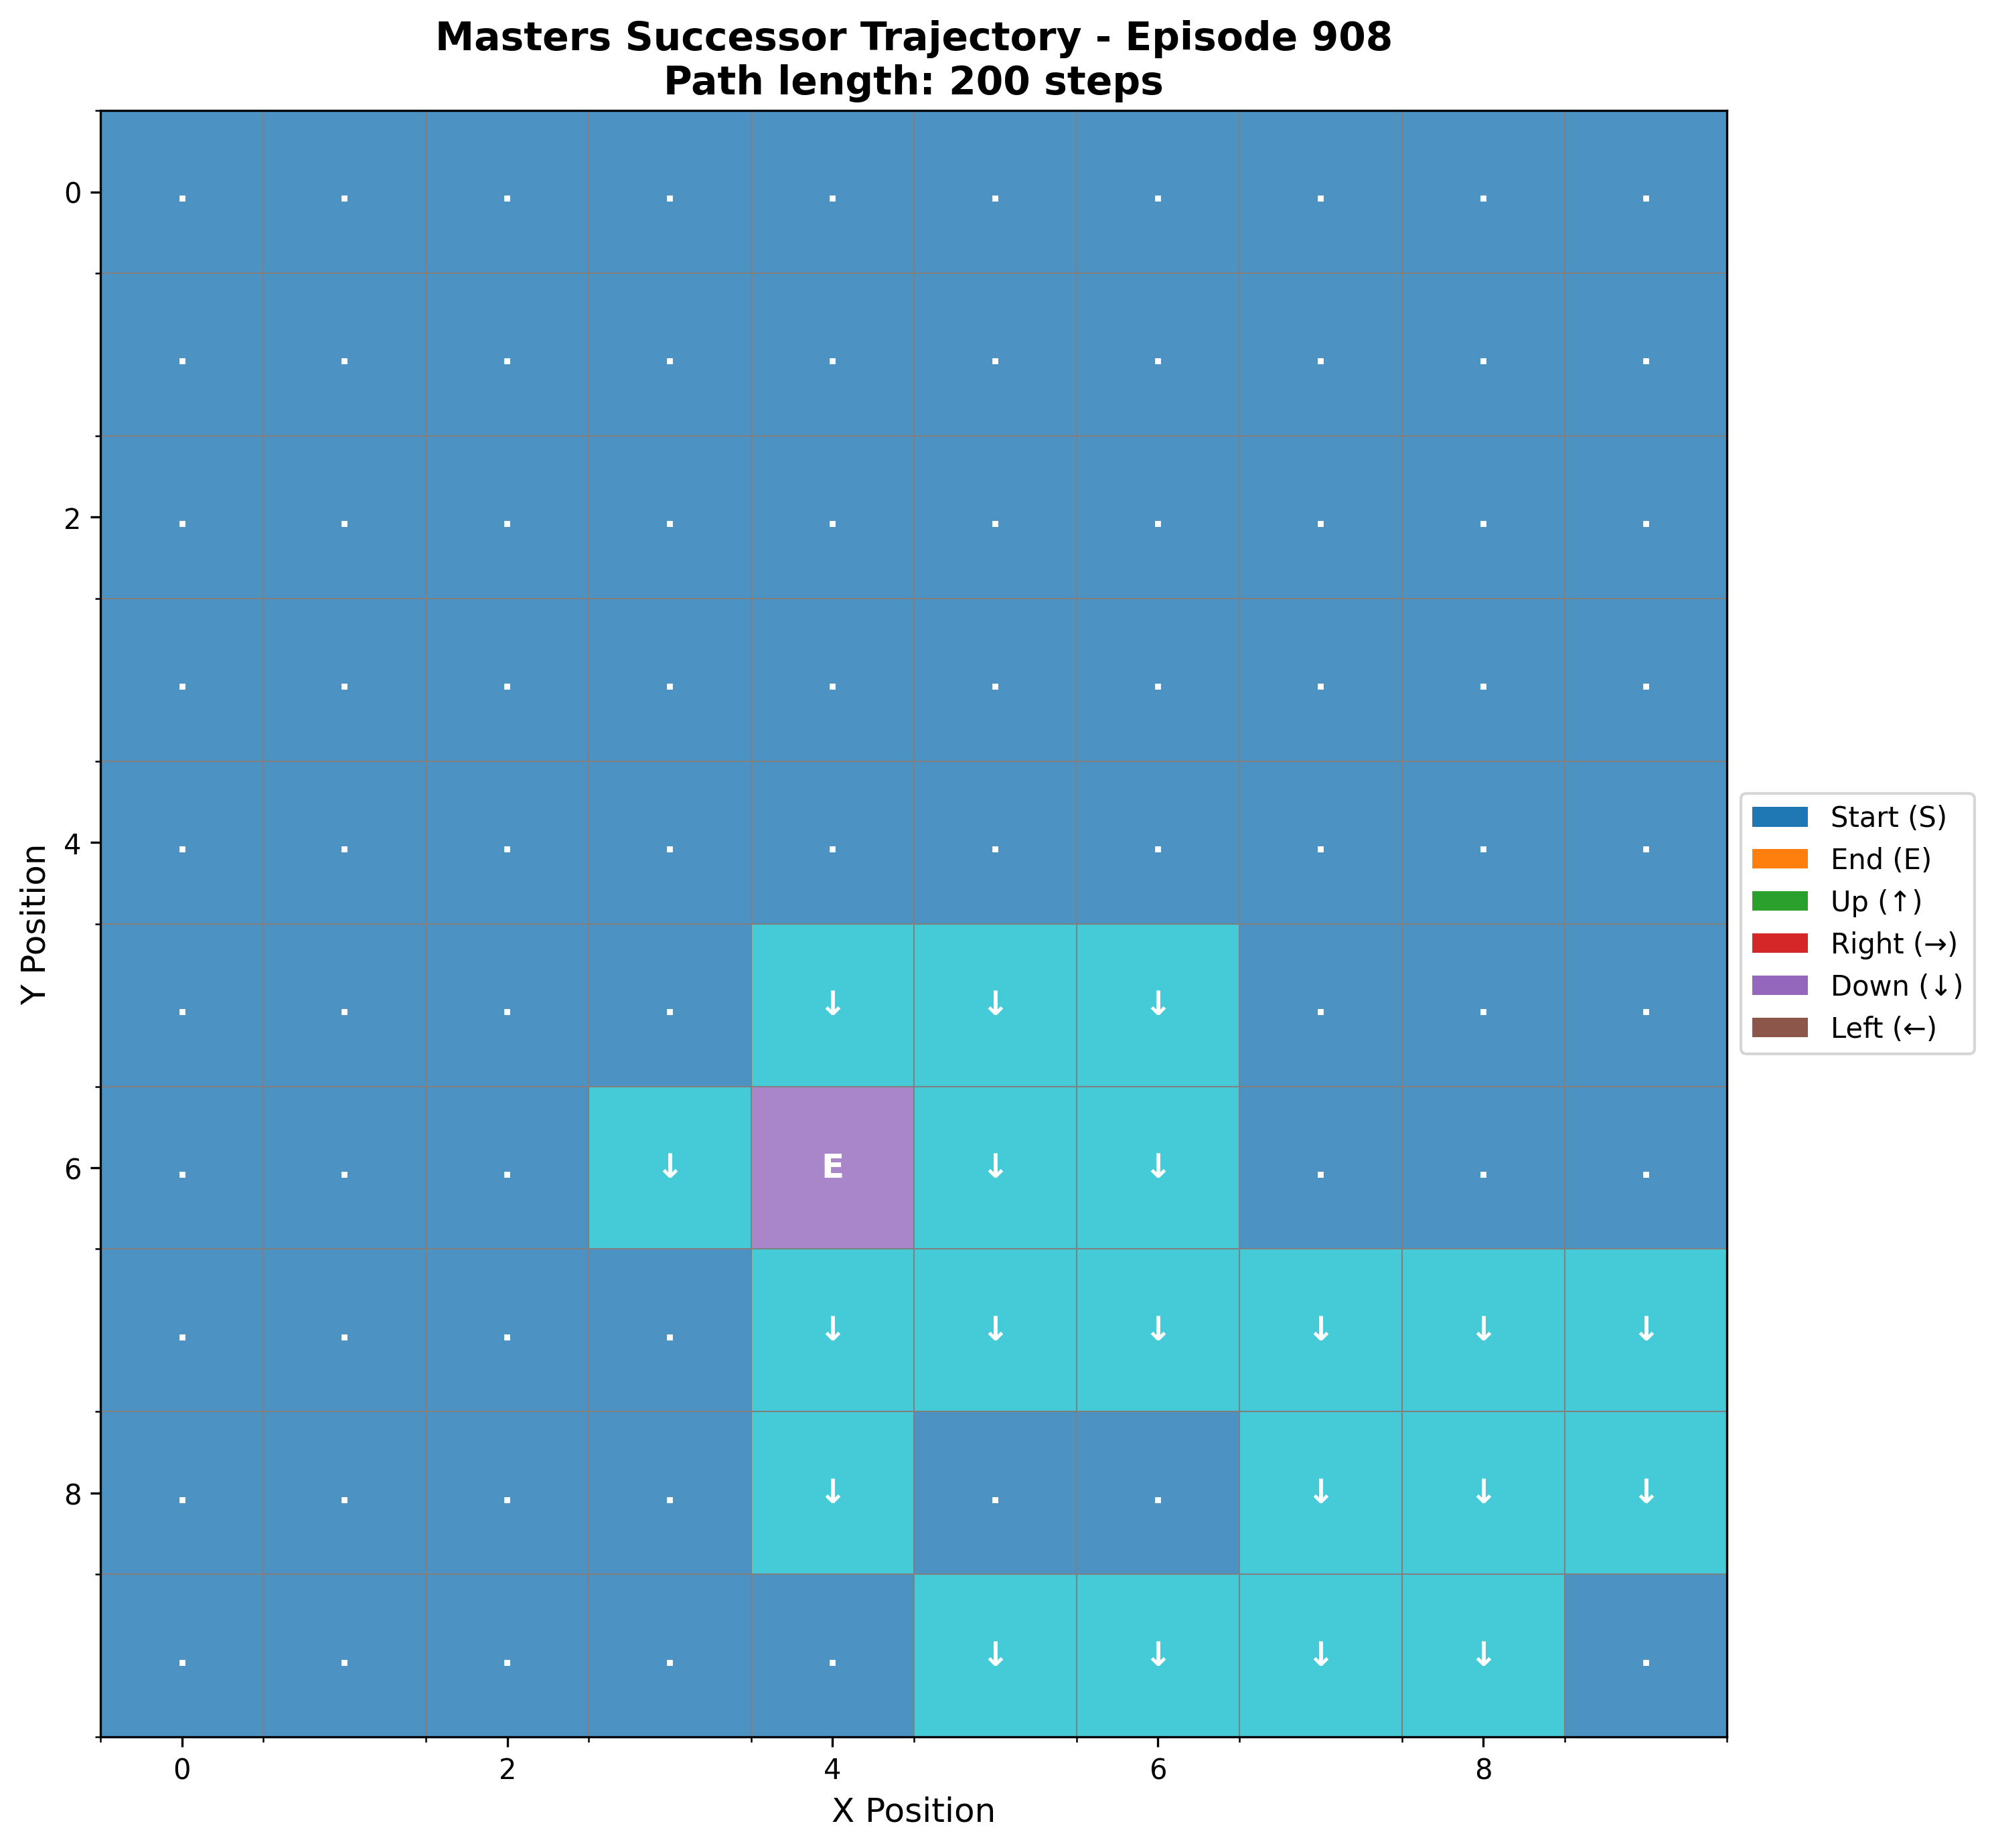 Masters Successor Trajectory - Episode 908
Path length: 200 steps
0 . . . . . . . . . .
. . . . . . . . . .
2 . . . . . . . . . .
. . . . . . . . . .
4 . . . . . . . . . .
. . . . ↓ ↓ ↓ . . .
6 . . . ↓ E ↓ ↓ . . .
. . . . ↓ ↓ ↓ ↓ ↓ ↓
8 . . . . ↓ . . ↓ ↓ ↓
. . . . . ↓ ↓ ↓ ↓ .
0 2 4 6 8
X Position
Y Position
Start (S)
End (E)
Up (↑)
Right (→)
Down (↓)
Left (←)